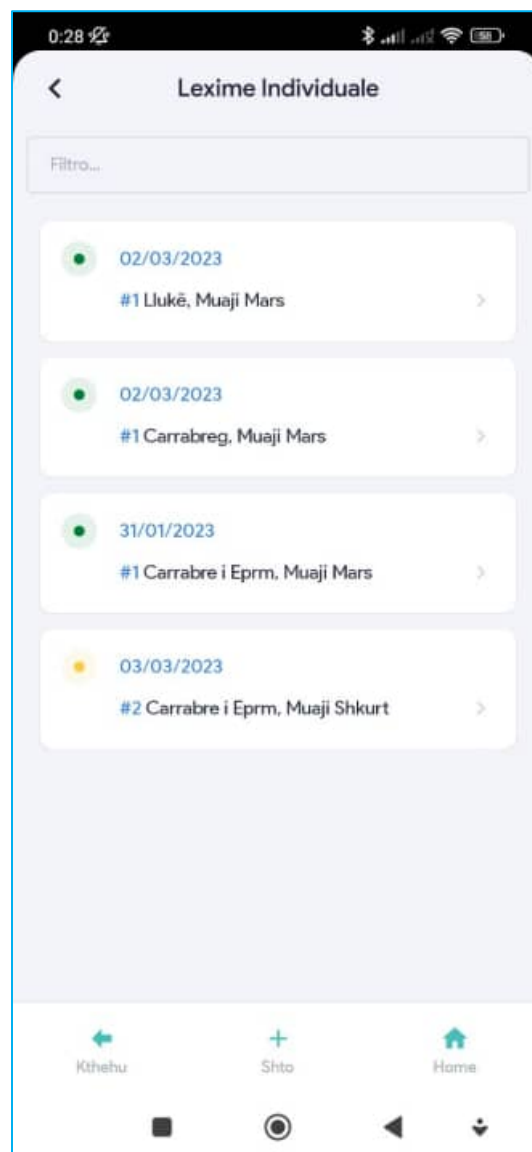 0:28
58
Lexime Individuale
Filtro...
02/03/2023
#1 Llukë, Muaji Mars
02/03/2023
#1 Carrabreg, Muaji Mars
31/01/2023
#1 Carrabre i Eprm, Muaji Mars
03/03/2023
#2 Carrabre i Eprm, Muaji Shkurt
Kthehu
Shto
Home